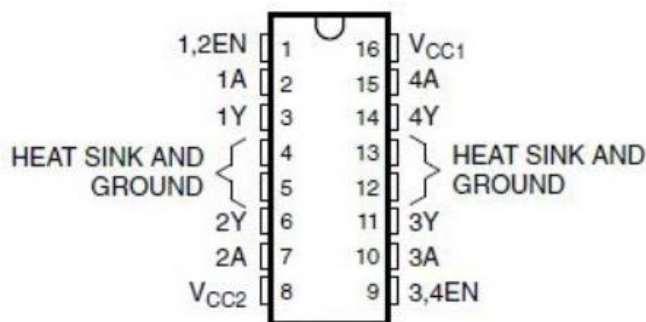 1,2EN 1 16 VCC1
1A 2 15 4A
1Y 3 14 4Y
HEAT SINK AND 4 13 HEAT SINK AND
GROUND 5 12 GROUND
2Y 6 11 3Y
2A 7 10 3A
VCC2 8 9 3,4EN